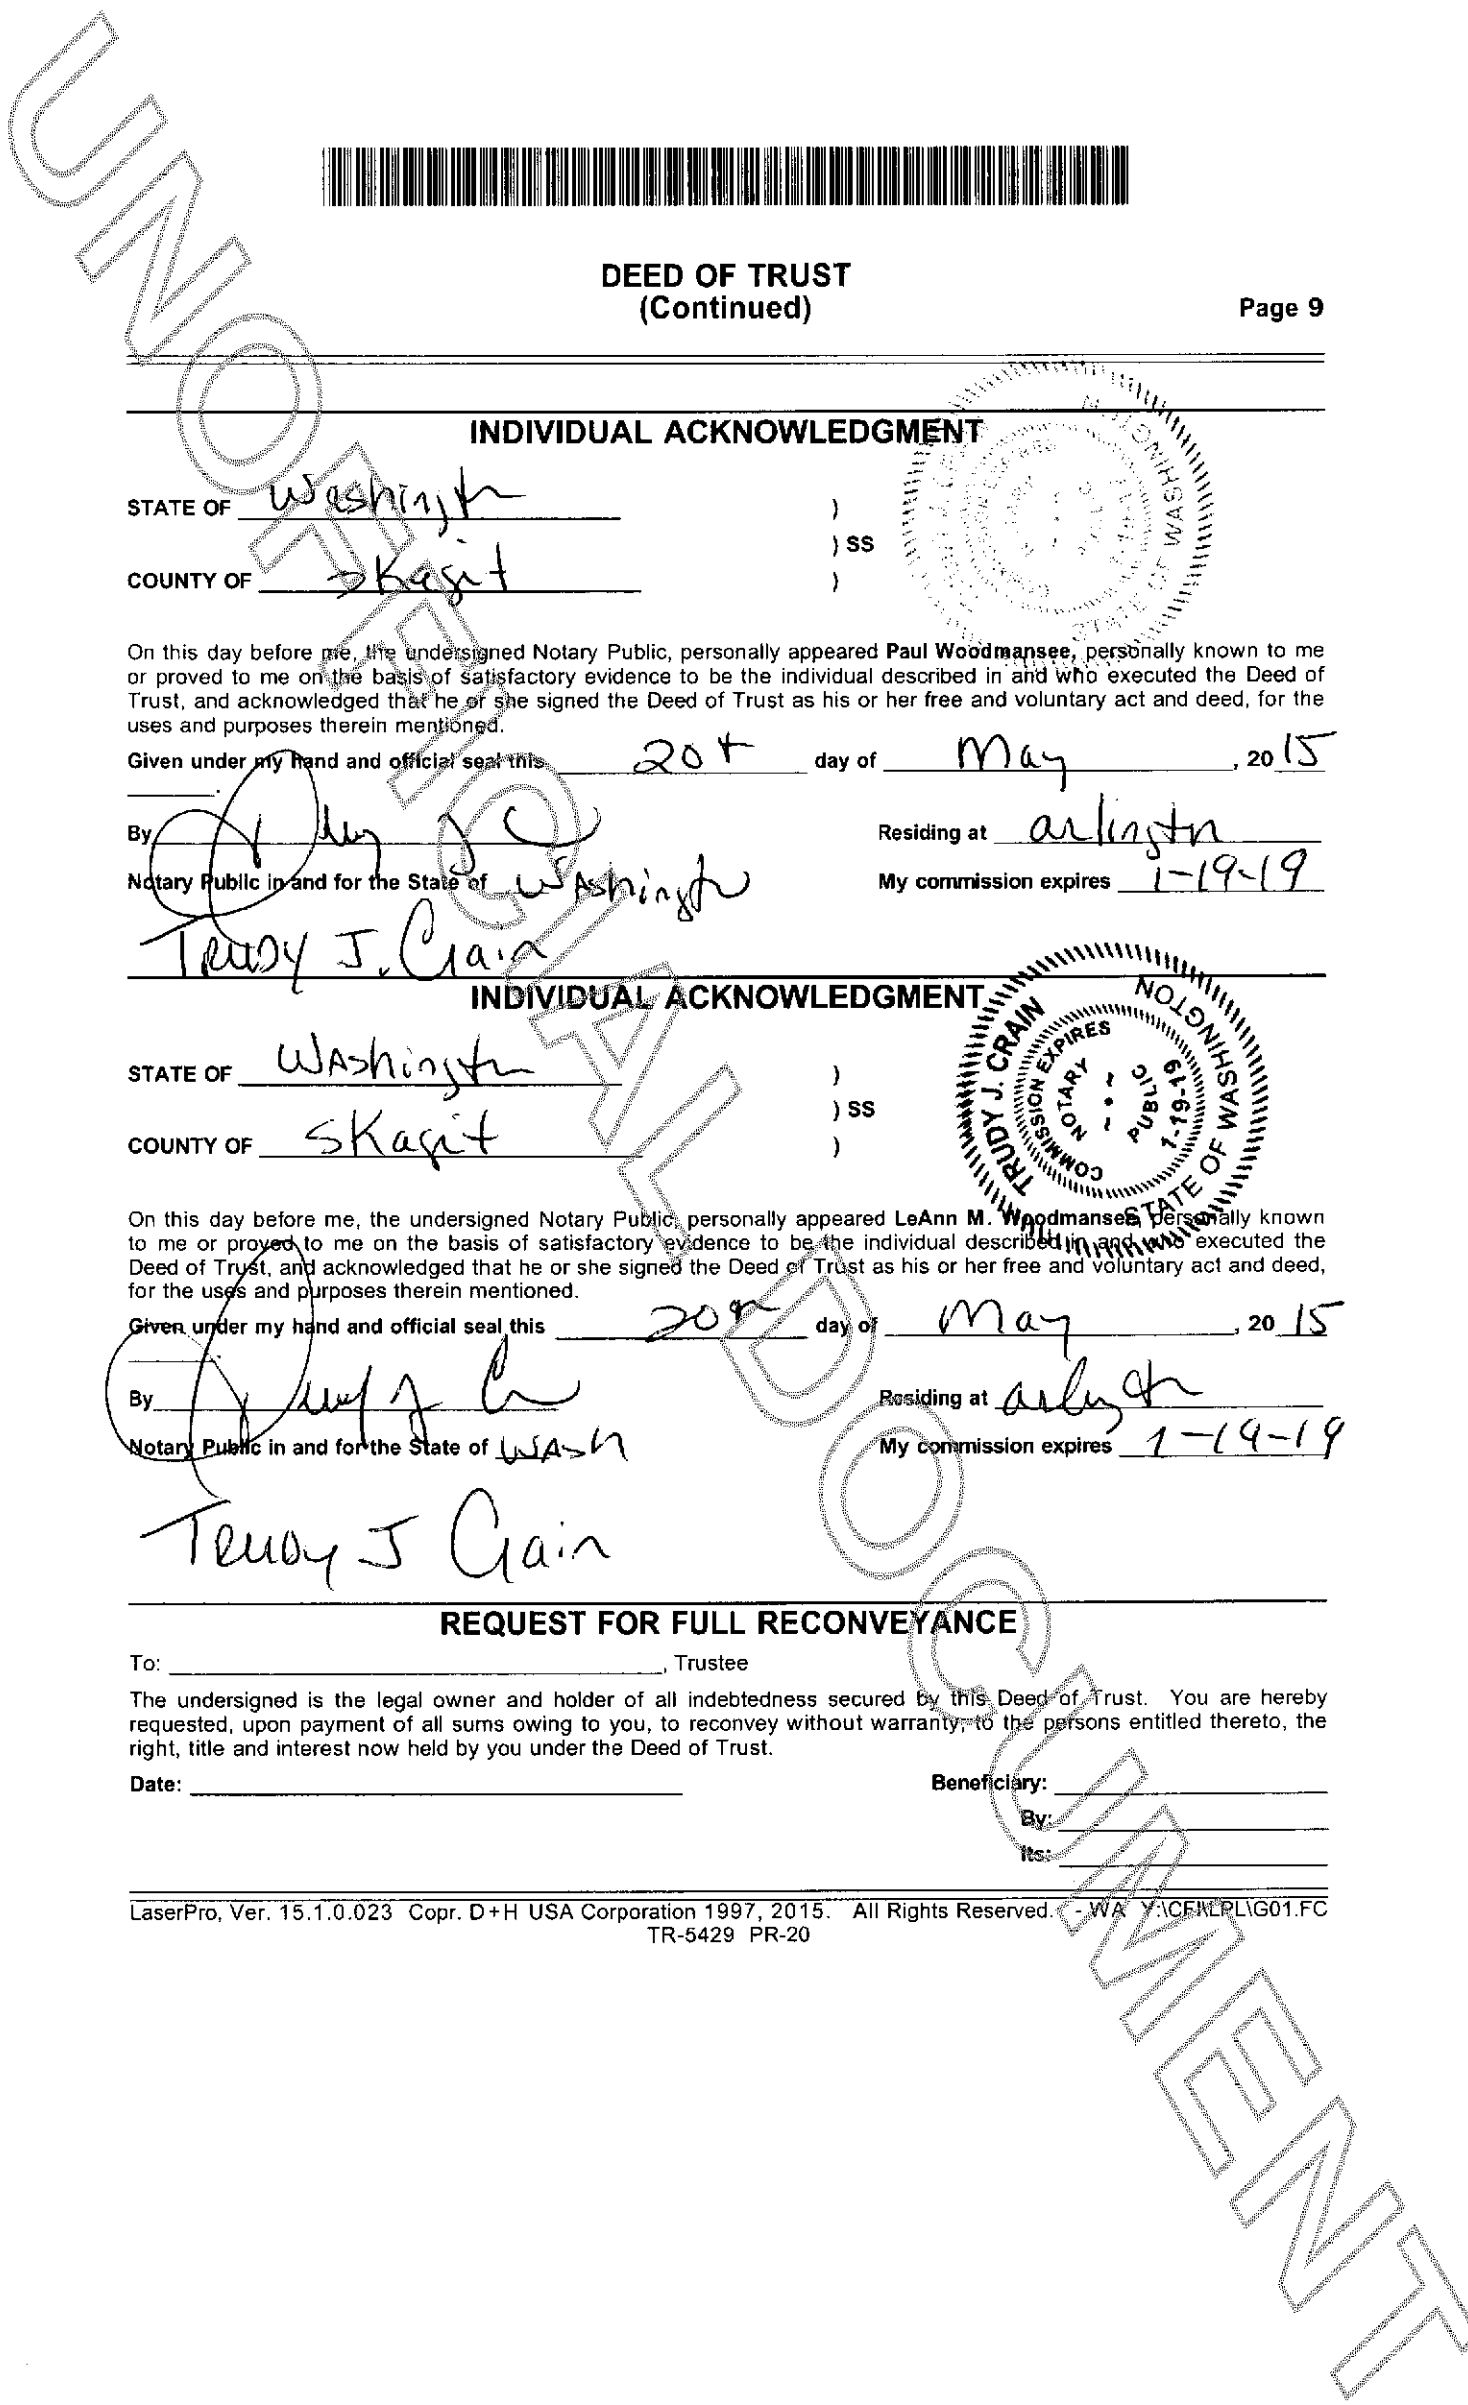 DEED OF TRUST
(Continued) Page 9
INDIVIDUAL ACKNOWLEDGMENT
STATE OF Washingtn )
) SS
COUNTY OF Skagit )
On this day before me, the undersigned Notary Public, personally appeared Paul Woodmansee, personally known to me
or proved to me on the basis of satisfactory evidence to be the individual described in and who executed the Deed of
Trust, and acknowledged that he or she signed the Deed of Trust as his or her free and voluntary act and deed, for the
uses and purposes therein mentioned.
Given under my hand and official seal this 20t day of May , 20 15
By Residing at arlingtn
Notary Public in and for the State of Washingtn My commission expires 1-19-19
Trudy J. Crain
INDIVIDUAL ACKNOWLEDGMENT
TRUDY J. CRAIN
STATE OF WASHINGTON
COMMISSION EXPIRES
1-19-19
NOTARY
PUBLIC
STATE OF WAshingtn )
) SS
COUNTY OF Skagit )
On this day before me, the undersigned Notary Public, personally appeared LeAnn M. Woodmansee, personally known
to me or proved to me on the basis of satisfactory evidence to be the individual described in and who executed the
Deed of Trust, and acknowledged that he or she signed the Deed of Trust as his or her free and voluntary act and deed,
for the uses and purposes therein mentioned.
Given under my hand and official seal this 20th day of May , 20 15
By Residing at
Notary Public in and for the State of WAsh My commission expires 1-19-19
Trudy J Crain
REQUEST FOR FULL RECONVEYANCE
To: , Trustee
The undersigned is the legal owner and holder of all indebtedness secured by this Deed of Trust. You are hereby
requested, upon payment of all sums owing to you, to reconvey without warranty, to the persons entitled thereto, the
right, title and interest now held by you under the Deed of Trust.
Date: Beneficiary:
By:
Its:
LaserPro, Ver. 15.1.0.023 Copr. D+H USA Corporation 1997, 2015. All Rights Reserved. - WA Y:\CFI\LPL\G01.FC
TR-5429 PR-20
UNOFFICIAL DOCUMENT